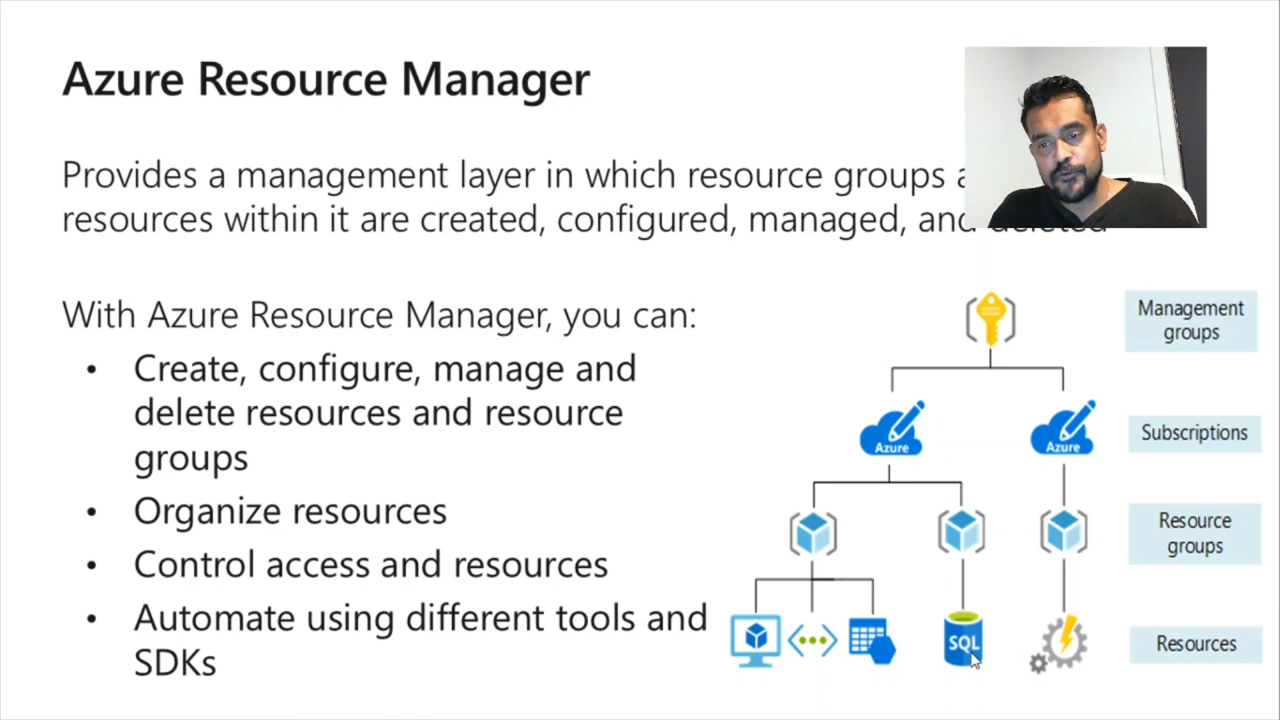 Azure Resource Manager
Provides a management layer in which resource groups
resources within it are created, configured, managed, and deleted
With Azure Resource Manager, you can:
• Create, configure, manage and
delete resources and resource
groups
• Organize resources
• Control access and resources
• Automate using different tools and
SDKs
Management
groups
Azure
Azure
Subscriptions
Resource
groups
SQL
Resources